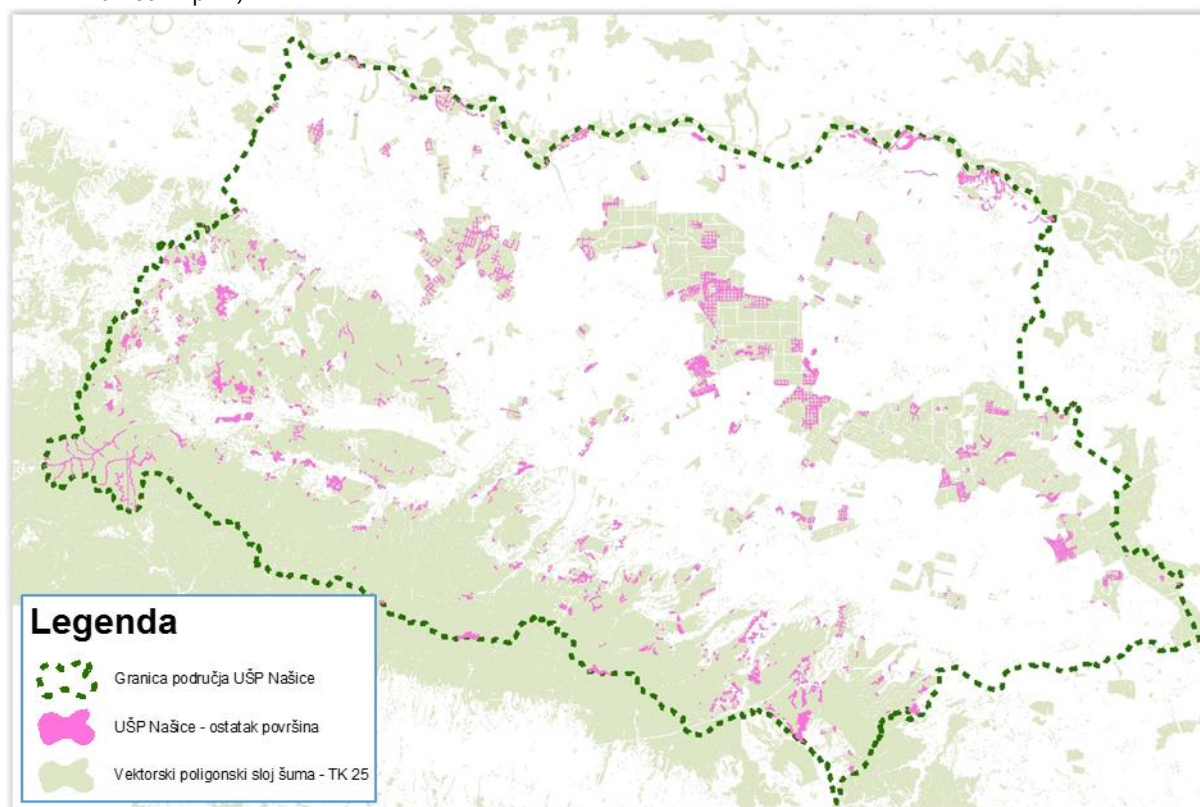 Legenda
Granica područja UŠP Našice
UŠP Našice - ostatak površina
Vektorski poligonski sloj šuma - TK 25